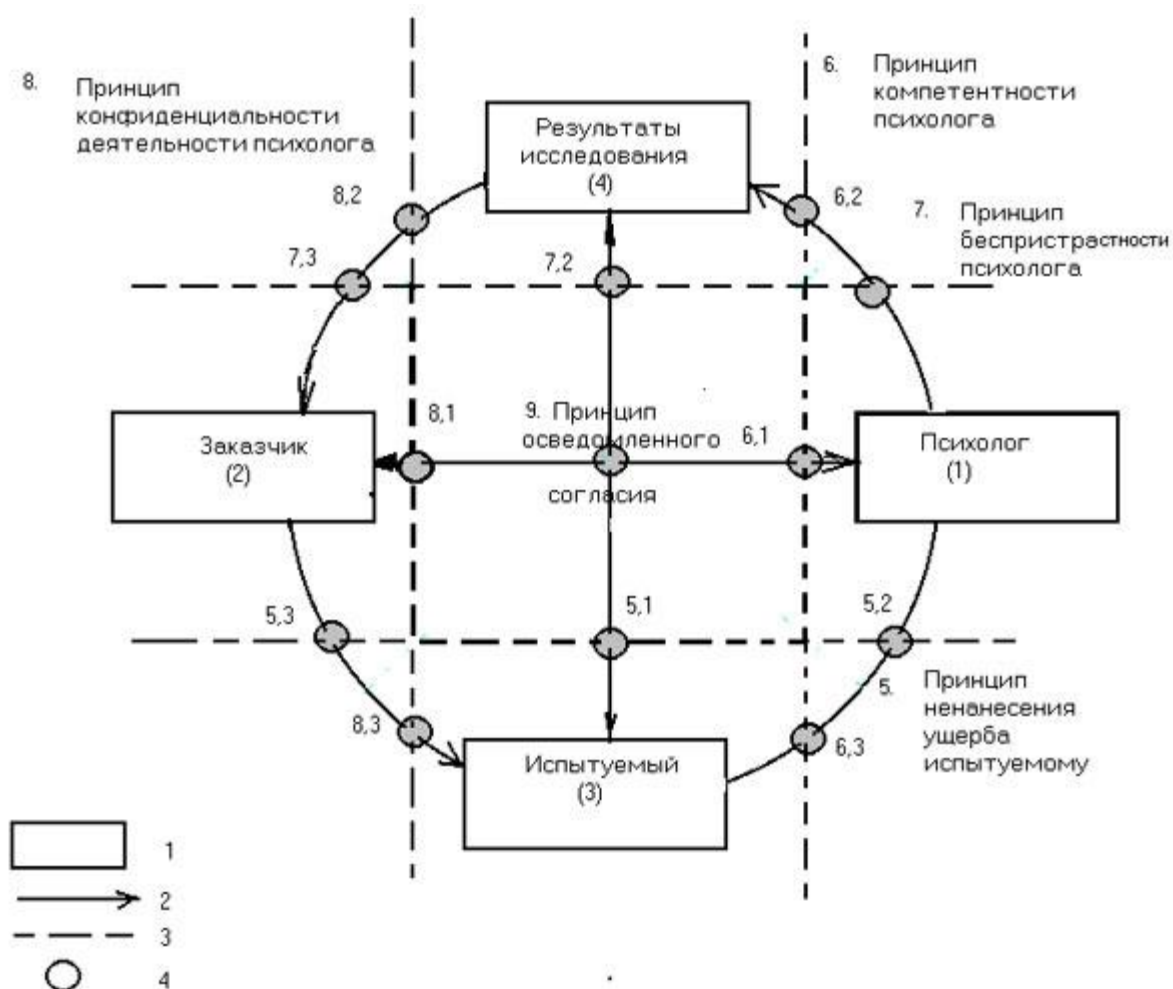 8. Принцип
конфиденциальности
деятельности психолога
6. Принцип
компетентности
психолога
Результаты
исследования
(4)
8,2
6,2
7. Принцип
беспристрастности
психолога
7,3
7,2
Заказчик
(2)
8,1
9. Принцип
осведомленного
согласия
6,1
Психолог
(1)
5,3
5,1
5,2
8,3
6,3
5. Принцип
ненанесения
ущерба
испытуемому
Испытуемый
(3)
1
2
3
4